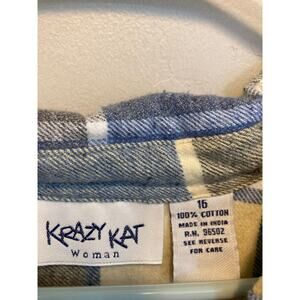 KRAZY KAT
Woman
16
100% COTTON
MADE IN INDIA
R.N. 96502
SEE REVERSE
FOR CARE